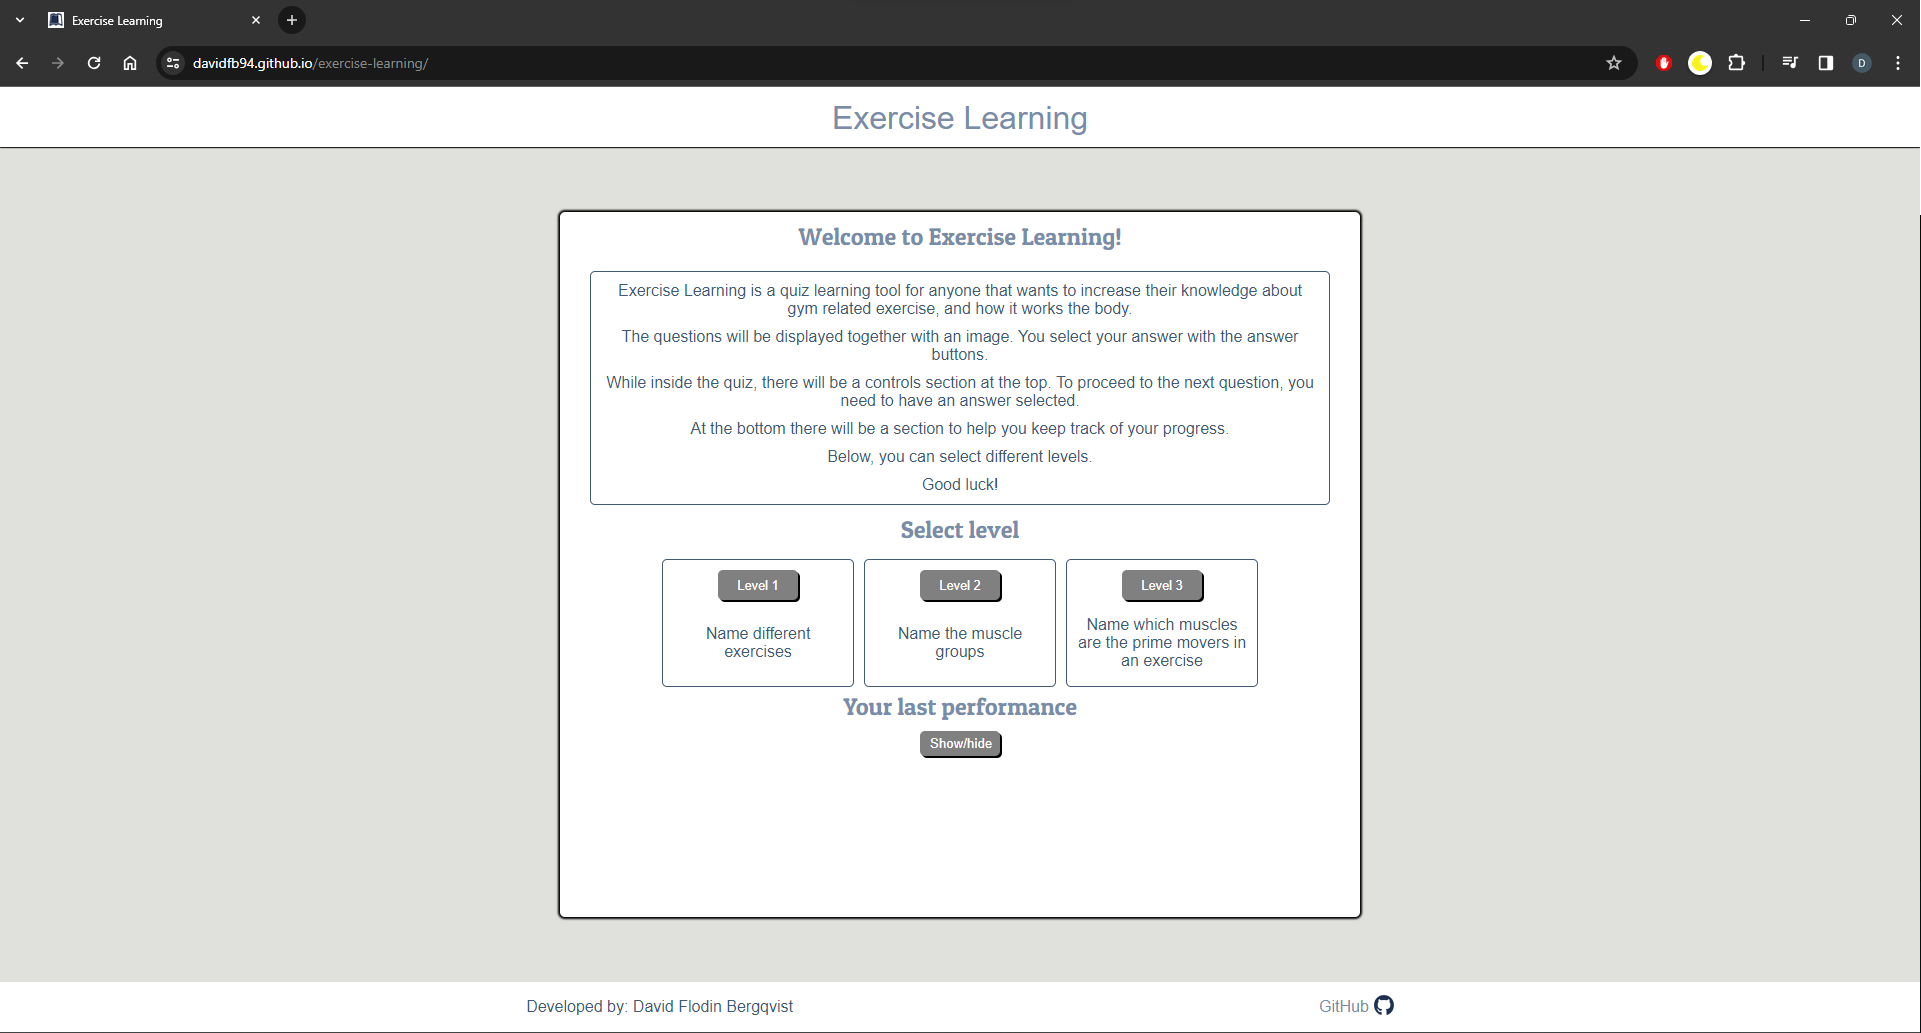 Exercise Learning
davidfb94.github.io/exercise-learning/
D
Exercise Learning
Welcome to Exercise Learning!
Exercise Learning is a quiz learning tool for anyone that wants to increase their knowledge about
gym related exercise, and how it works the body.
The questions will be displayed together with an image. You select your answer with the answer
buttons.
While inside the quiz, there will be a controls section at the top. To proceed to the next question, you
need to have an answer selected.
At the bottom there will be a section to help you keep track of your progress.
Below, you can select different levels.
Good luck!
Select level
Level 1
Name different
exercises
Level 2
Name the muscle
groups
Level 3
Name which muscles
are the prime movers in
an exercise
Your last performance
Show/hide
Developed by: David Flodin Bergqvist
GitHub